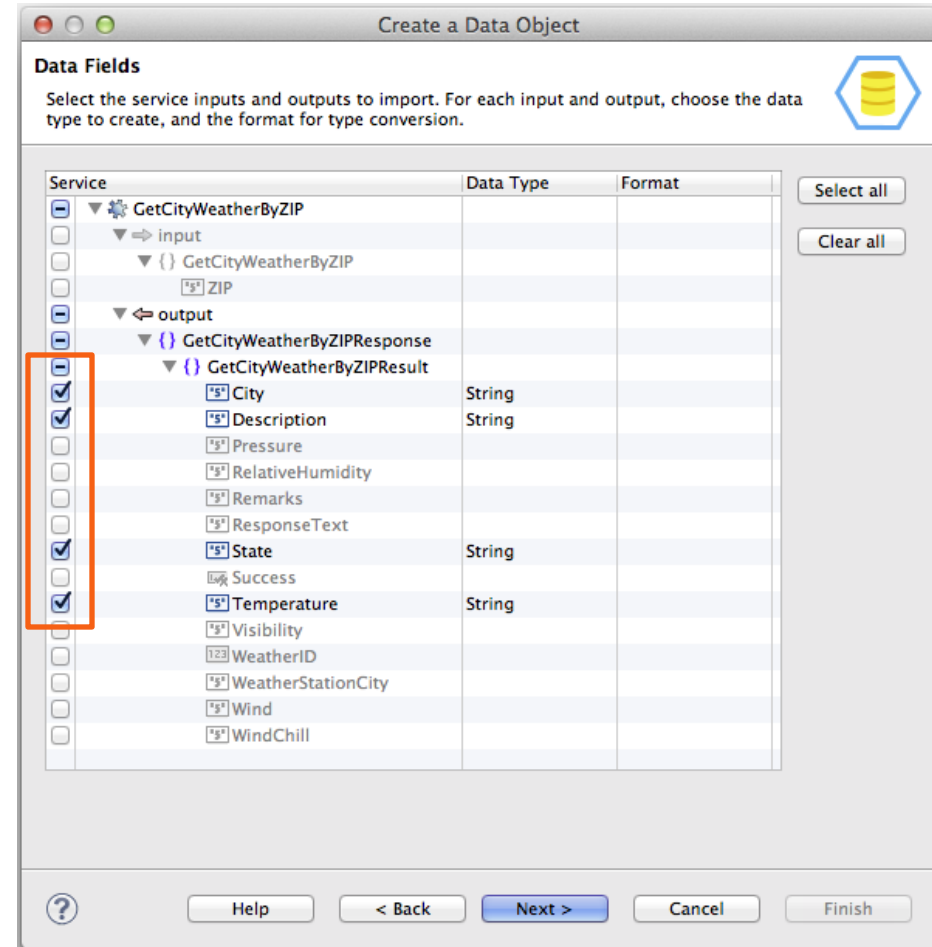 Create a Data Object
Data Fields
Select the service inputs and outputs to import. For each input and output, choose the data
type to create, and the format for type conversion.
Service Data Type Format
GetCityWeatherByZIP
input
{} GetCityWeatherByZIP
"S" ZIP
output
{} GetCityWeatherByZIPResponse
{} GetCityWeatherByZIPResult
"S" City String
"S" Description String
"S" Pressure
"S" RelativeHumidity
"S" Remarks
"S" ResponseText
"S" State String
Success
"S" Temperature String
"S" Visibility
123 WeatherID
"S" WeatherStationCity
"S" Wind
"S" WindChill
Select all
Clear all
? Help < Back Next > Cancel Finish